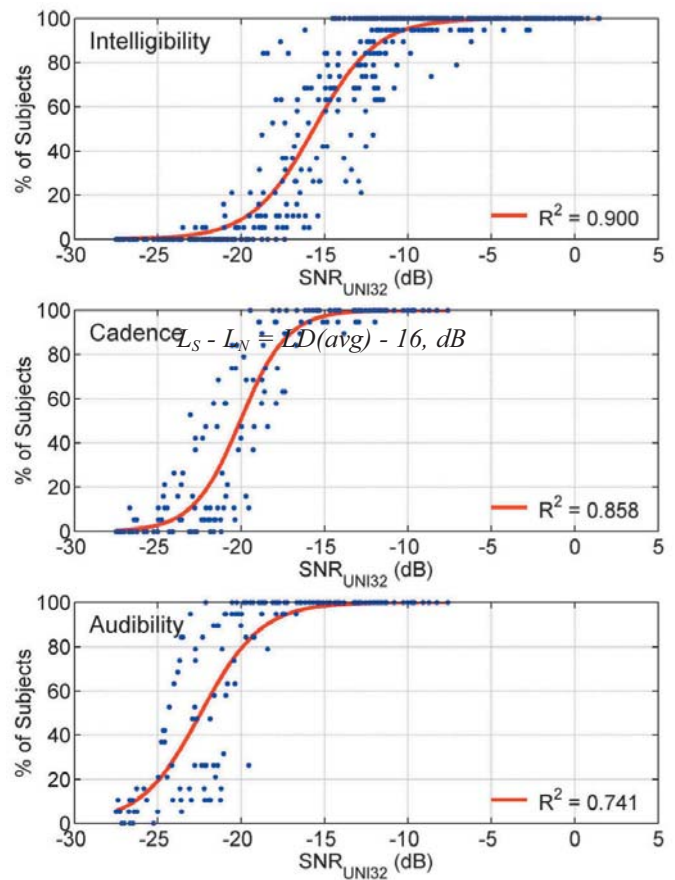 100
Intelligibility
80
60
40
20
0
% of Subjects
R² = 0.900
-30 -25 -20 -15 -10 -5 0 5
SNR_UNI32 (dB)
100
Cadence
L_S - L_N = LD(avg) - 16, dB
80
60
40
20
0
% of Subjects
R² = 0.858
-30 -25 -20 -15 -10 -5 0 5
SNR_UNI32 (dB)
100
Audibility
80
60
40
20
0
% of Subjects
R² = 0.741
-30 -25 -20 -15 -10 -5 0 5
SNR_UNI32 (dB)